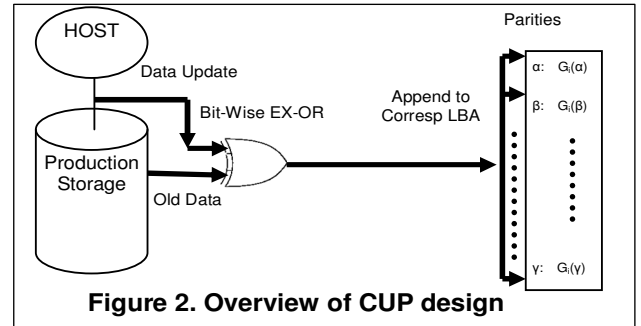 Parities
HOST
Data Update
Bit-Wise EX-OR
Append to
Corresp LBA
α: Gi(α)
β: Gi(β)
Production
Storage
Old Data
γ: Gi(γ)
Figure 2. Overview of CUP design